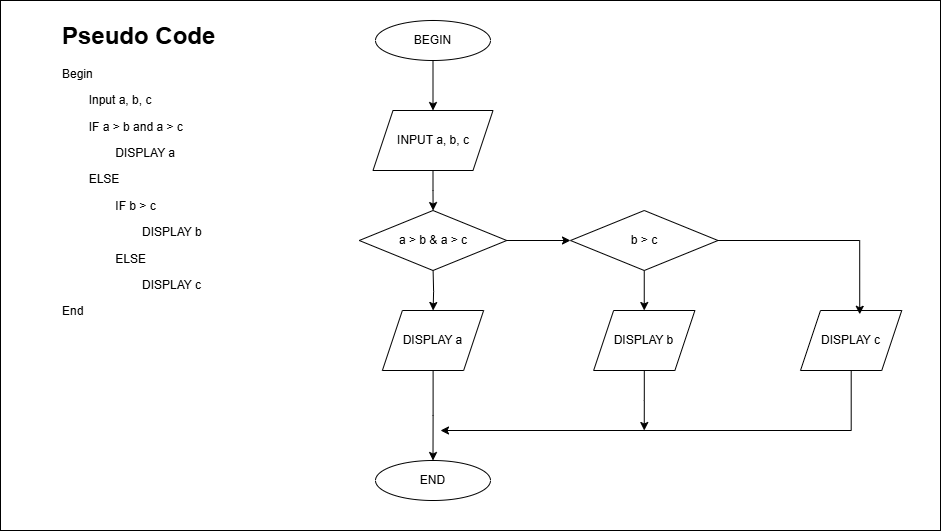 Pseudo Code
Begin
Input a, b, c
IF a > b and a > c
DISPLAY a
ELSE
IF b > c
DISPLAY b
ELSE
DISPLAY c
End
BEGIN
INPUT a, b, c
a > b & a > c
b > c
DISPLAY a
DISPLAY b
DISPLAY c
END